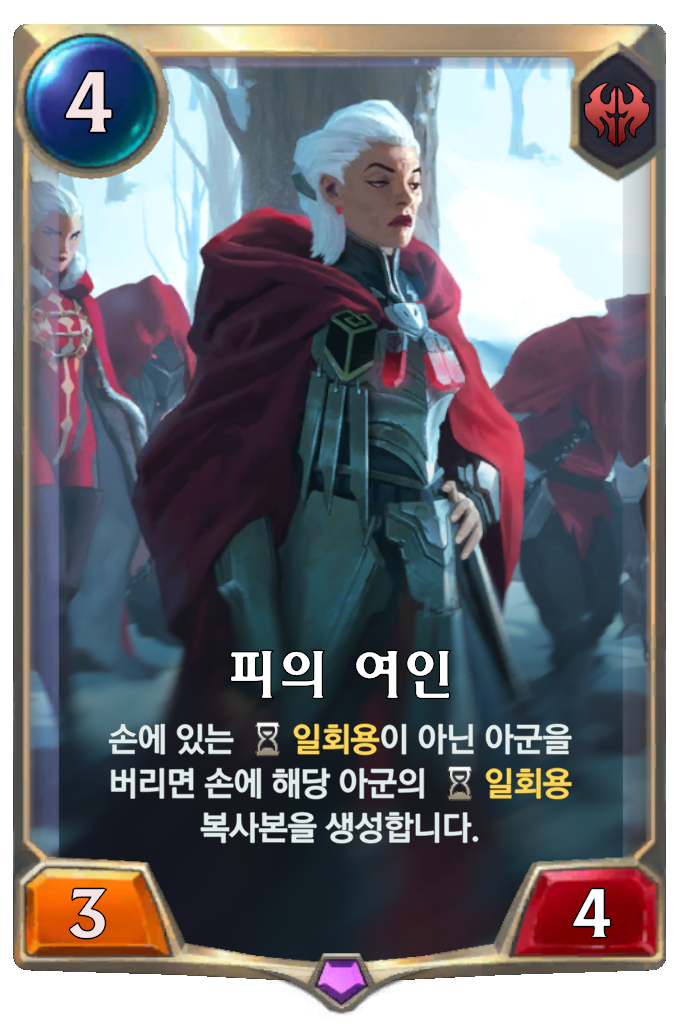 4
피의 여인
손에 있는 일회용이 아닌 아군을
버리면 손에 해당 아군의 일회용
복사본을 생성합니다.
3
4